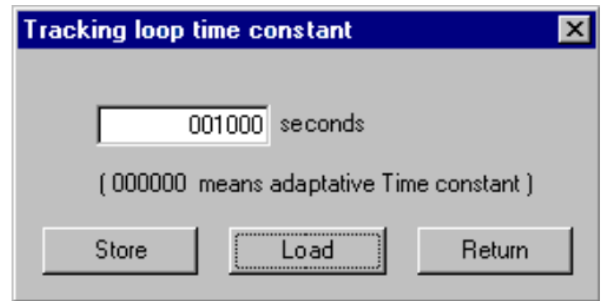 Tracking loop time constant
001000 seconds
( 000000 means adaptative Time constant )
Store Load Return